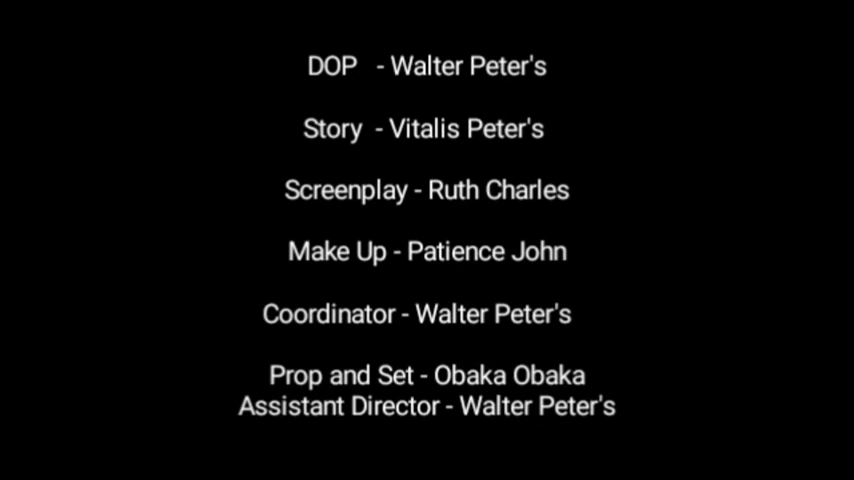 DOP - Walter Peter's
Story - Vitalis Peter's
Screenplay - Ruth Charles
Make Up - Patience John
Coordinator - Walter Peter's
Prop and Set - Obaka Obaka
Assistant Director - Walter Peter's